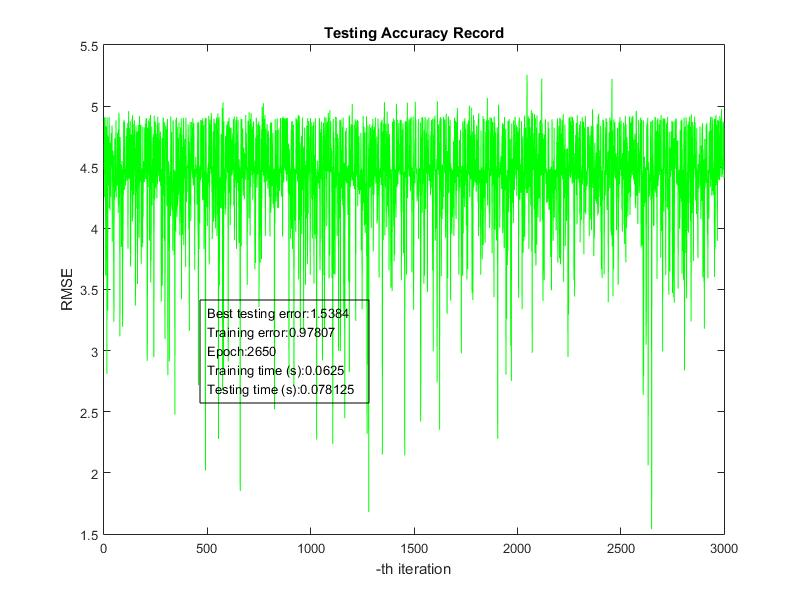 Testing Accuracy Record
5.5
5
4.5
4
3.5
3
2.5
2
1.5
RMSE
Best testing error:1.5384
Training error:0.97807
Epoch:2650
Training time (s):0.0625
Testing time (s):0.078125
0 500 1000 1500 2000 2500 3000
-th iteration